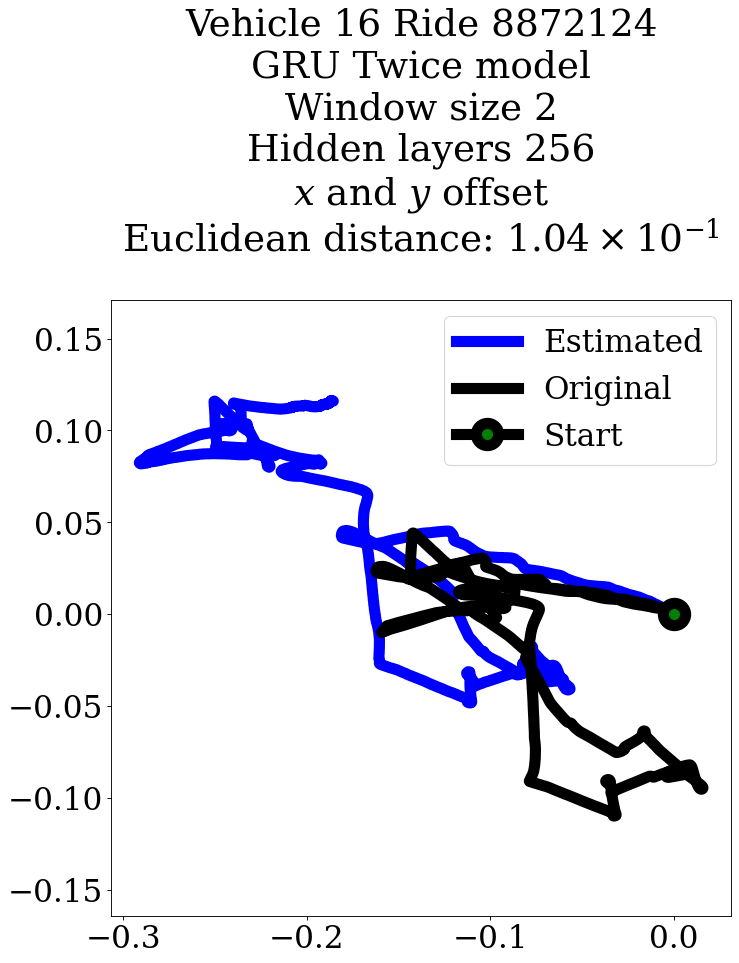 Vehicle 16 Ride 8872124
GRU Twice model
Window size 2
Hidden layers 256
x and y offset
Euclidean distance: 1.04 × 10⁻¹
Estimated
Original
Start
0.15
0.10
0.05
0.00
−0.05
−0.10
−0.15
−0.3 −0.2 −0.1 0.0